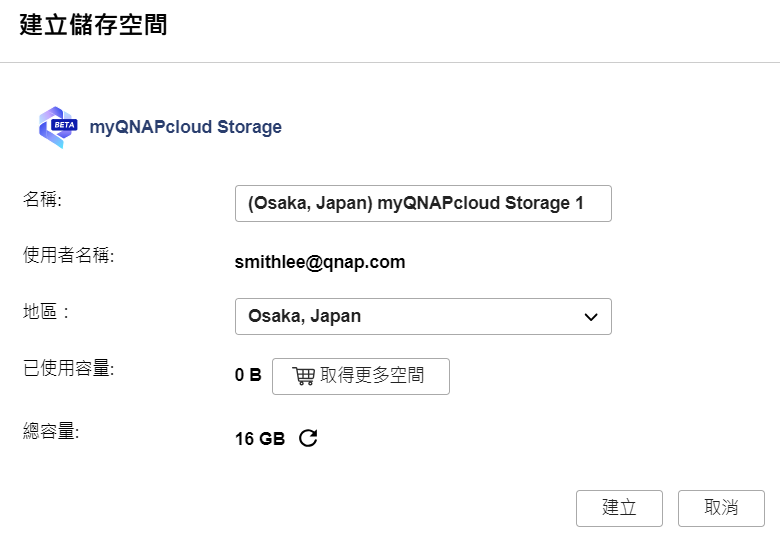 建立儲存空間
BETA
myQNAPcloud Storage
名稱:
(Osaka, Japan) myQNAPcloud Storage 1
使用者名稱:
smithlee@qnap.com
地區：
Osaka, Japan
已使用容量:
0 B 取得更多空間
總容量:
16 GB
建立 取消